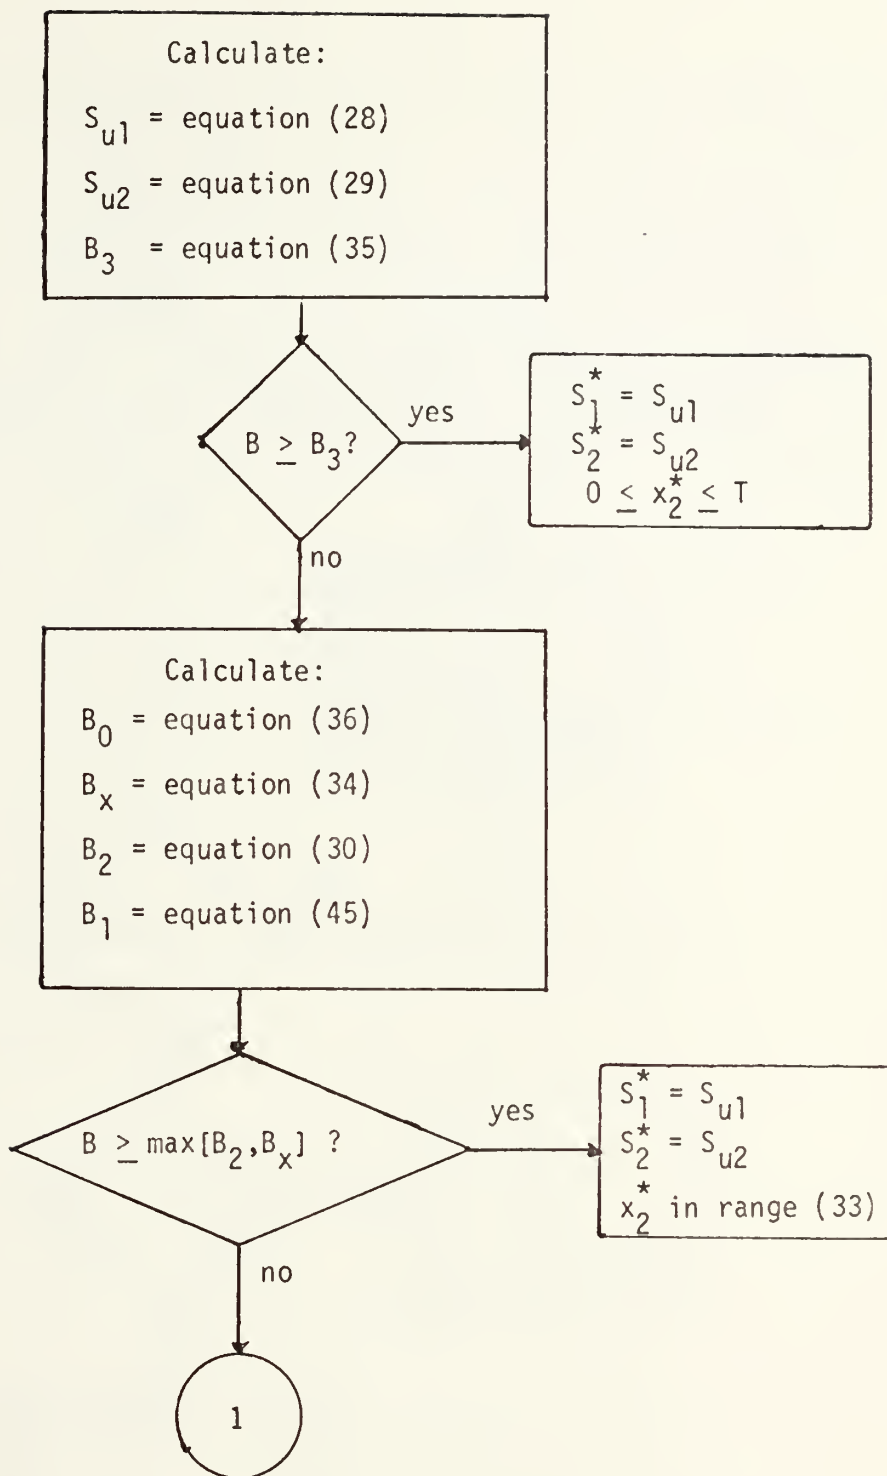 Calculate:
S_u1 = equation (28)
S_u2 = equation (29)
B_3 = equation (35)
B ≥ B_3?
yes
S_1^* = S_u1
S_2^* = S_u2
0 ≤ x_2^* ≤ T
no
Calculate:
B_0 = equation (36)
B_x = equation (34)
B_2 = equation (30)
B_1 = equation (45)
B ≥ max[B_2,B_x] ?
yes
S_1^* = S_u1
S_2^* = S_u2
x_2^* in range (33)
no
1